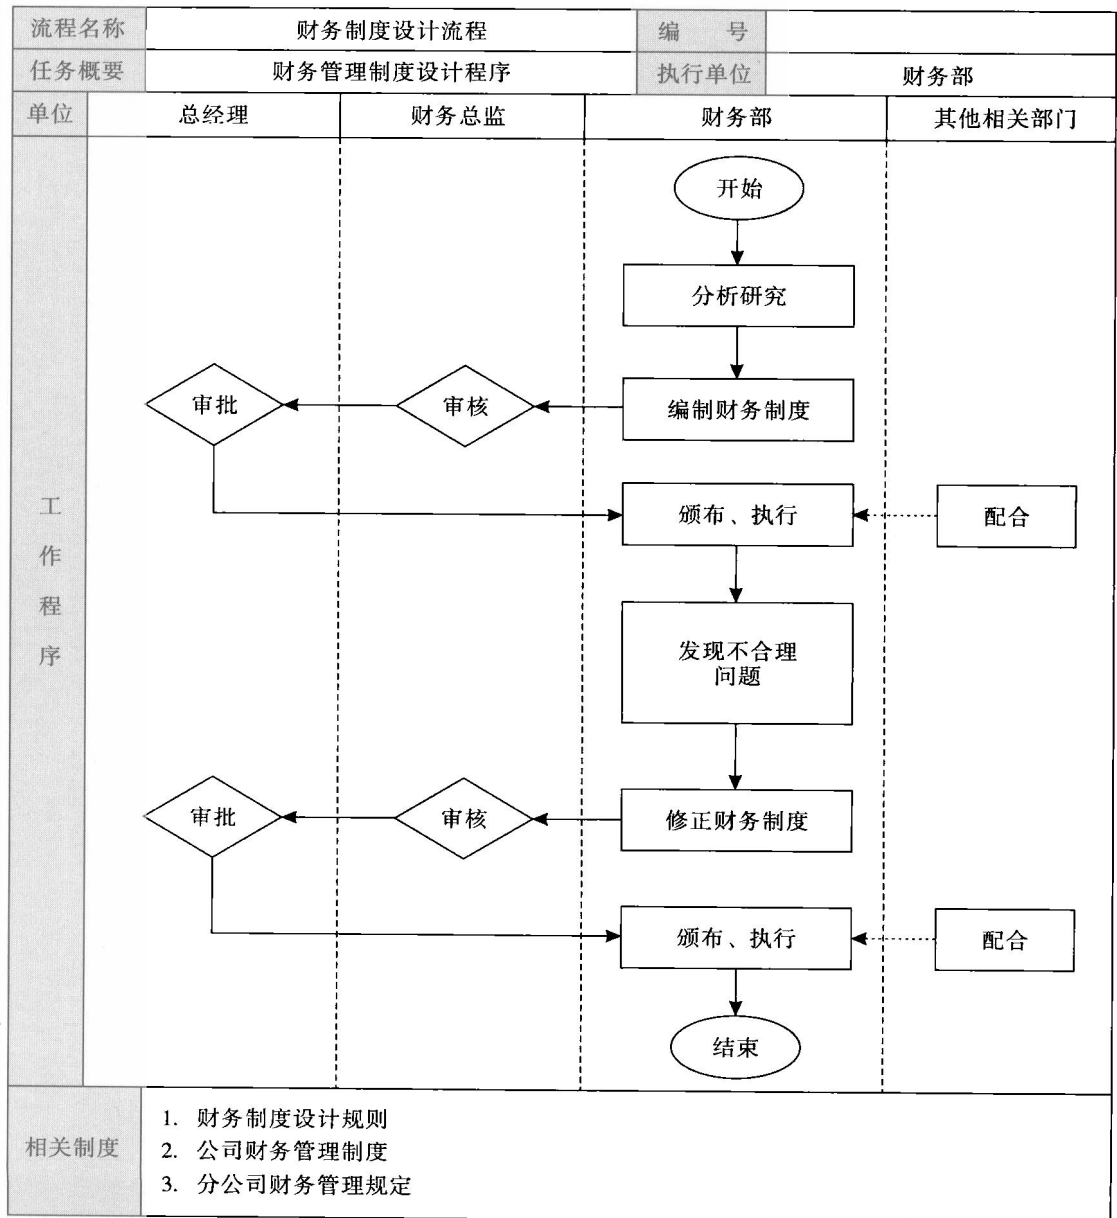 流程名称 财务制度设计流程 编 号
任务概要 财务管理制度设计程序 执行单位 财务部
单位 总经理 财务总监 财务部 其他相关部门
开始
分析研究
审批 审核 编制财务制度
颁布、执行 配合
工
作
程
序
发现不合理
问题
审批 审核 修正财务制度
颁布、执行 配合
结束
相关制度
1. 财务制度设计规则
2. 公司财务管理制度
3. 分公司财务管理规定